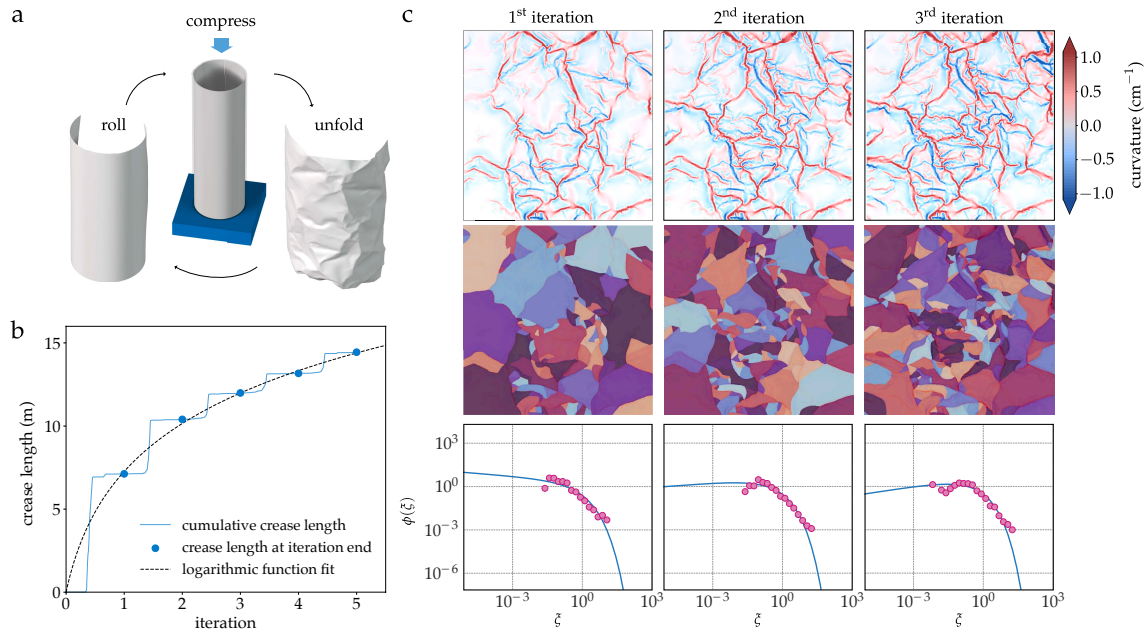 a
compress
roll
unfold
b
crease length (m)
15
10
5
0
0 1 2 3 4 5
iteration
cumulative crease length
crease length at iteration end
logarithmic function fit
c
1st iteration
2nd iteration
3rd iteration
1.0
0.5
0.0
−0.5
−1.0
curvature (cm⁻¹)
φ(ξ)
10³
10⁰
10⁻³
10⁻⁶
10⁻³ 10⁰ 10³
ξ
10⁻³ 10⁰ 10³
ξ
10⁻³ 10⁰ 10³
ξ